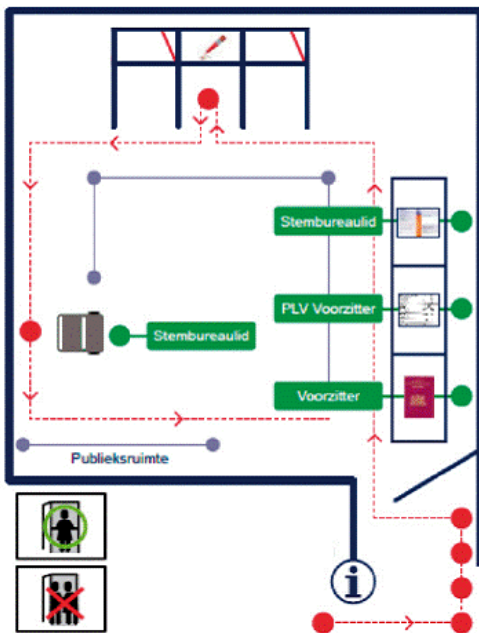 Stembureaulid
PLV Voorzitter
Stembureaulid
Voorzitter
Publieksruimte
i